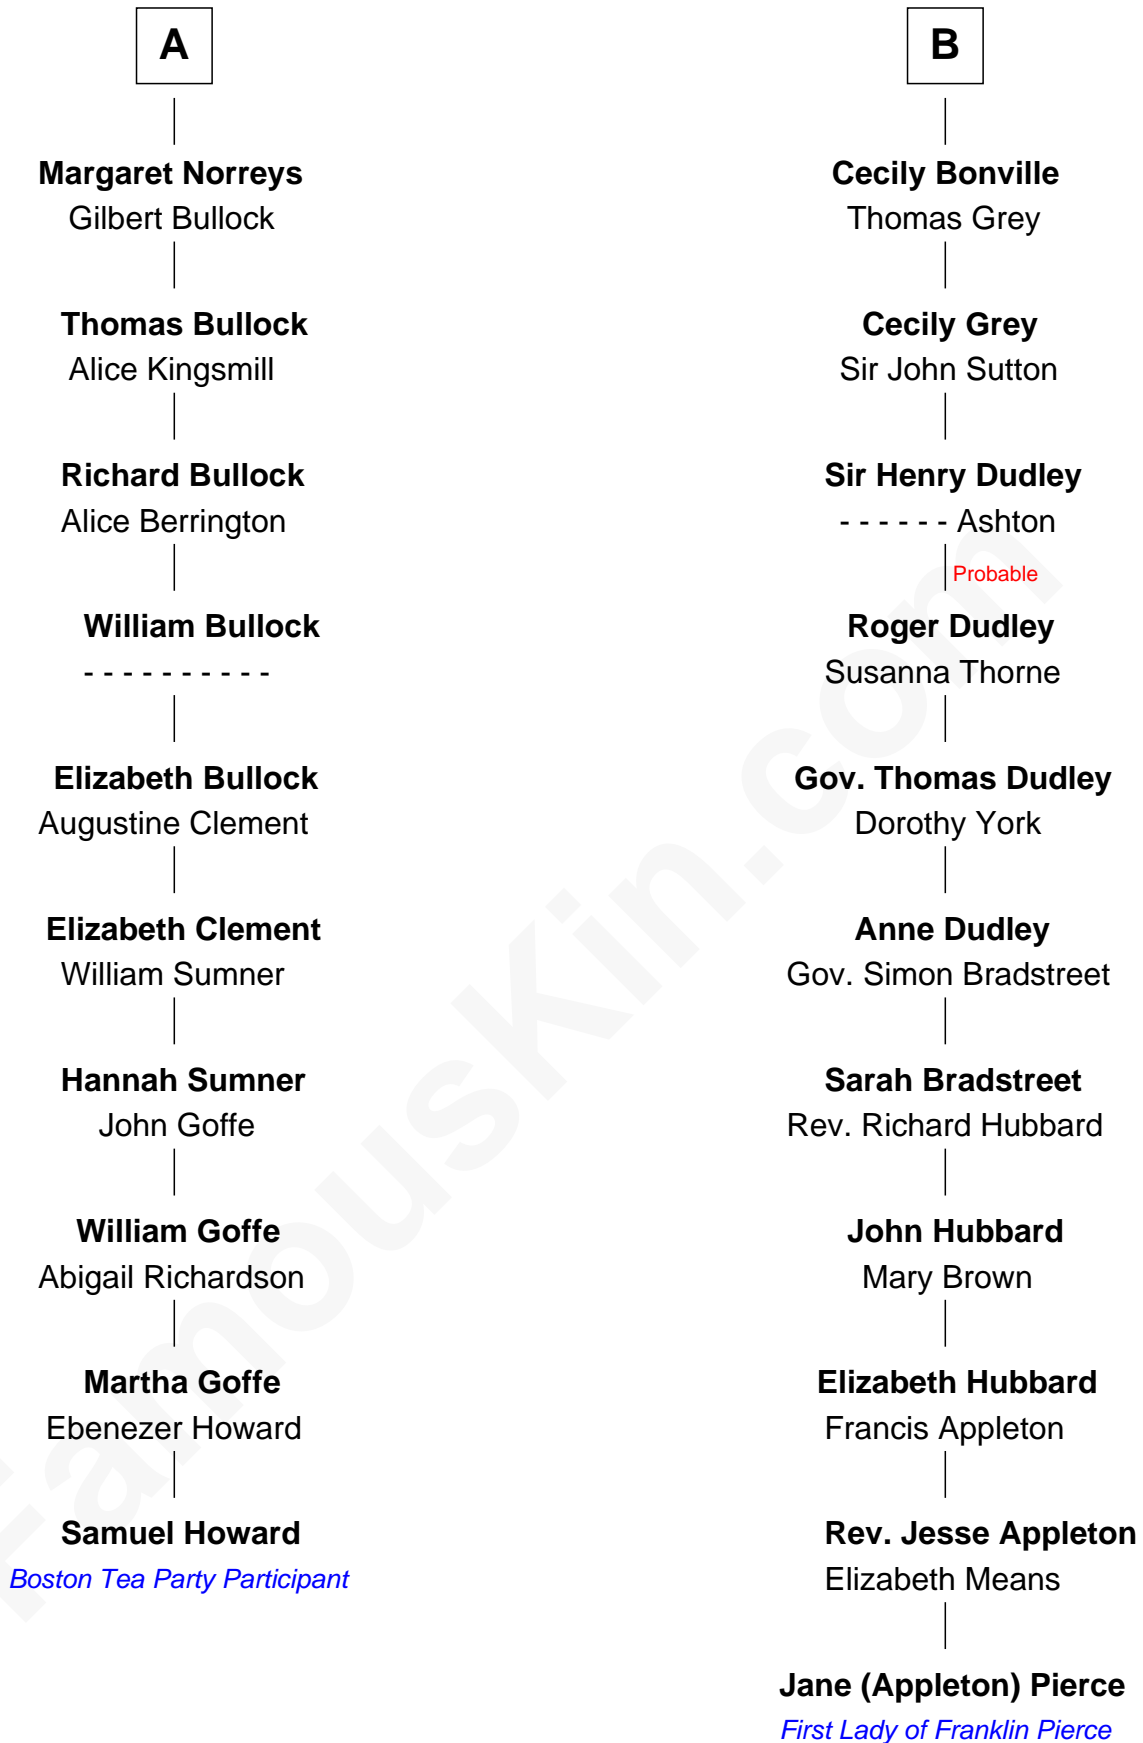 A
Margaret Norreys
Gilbert Bullock
Thomas Bullock
Alice Kingsmill
Richard Bullock
Alice Berrington
William Bullock
- - - - - - - - - -
Elizabeth Bullock
Augustine Clement
Elizabeth Clement
William Sumner
Hannah Sumner
John Goffe
William Goffe
Abigail Richardson
Martha Goffe
Ebenezer Howard
Samuel Howard
Boston Tea Party Participant
B
Cecily Bonville
Thomas Grey
Cecily Grey
Sir John Sutton
Sir Henry Dudley
- - - - - - Ashton
Probable
Roger Dudley
Susanna Thorne
Gov. Thomas Dudley
Dorothy York
Anne Dudley
Gov. Simon Bradstreet
Sarah Bradstreet
Rev. Richard Hubbard
John Hubbard
Mary Brown
Elizabeth Hubbard
Francis Appleton
Rev. Jesse Appleton
Elizabeth Means
Jane (Appleton) Pierce
First Lady of Franklin Pierce
FamousKin.com